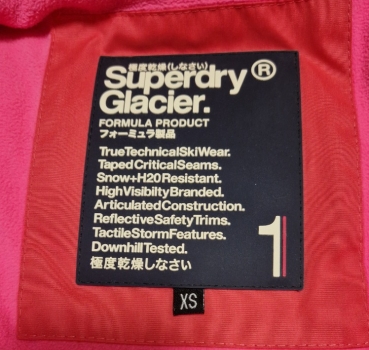 極度乾燥(しなさい)
Superdry®
Glacier.
FORMULA PRODUCT
フォーミュラ製品
TrueTechnicalSkiWear.
TapedCriticalSeams.
Snow+H20Resistant.
HighVisibiltyBranded.
ArticulatedConstruction.
ReflectiveSafetyTrims.
TactileStormFeatures.
DownhillTested.
極度乾燥しなさい
1
XS